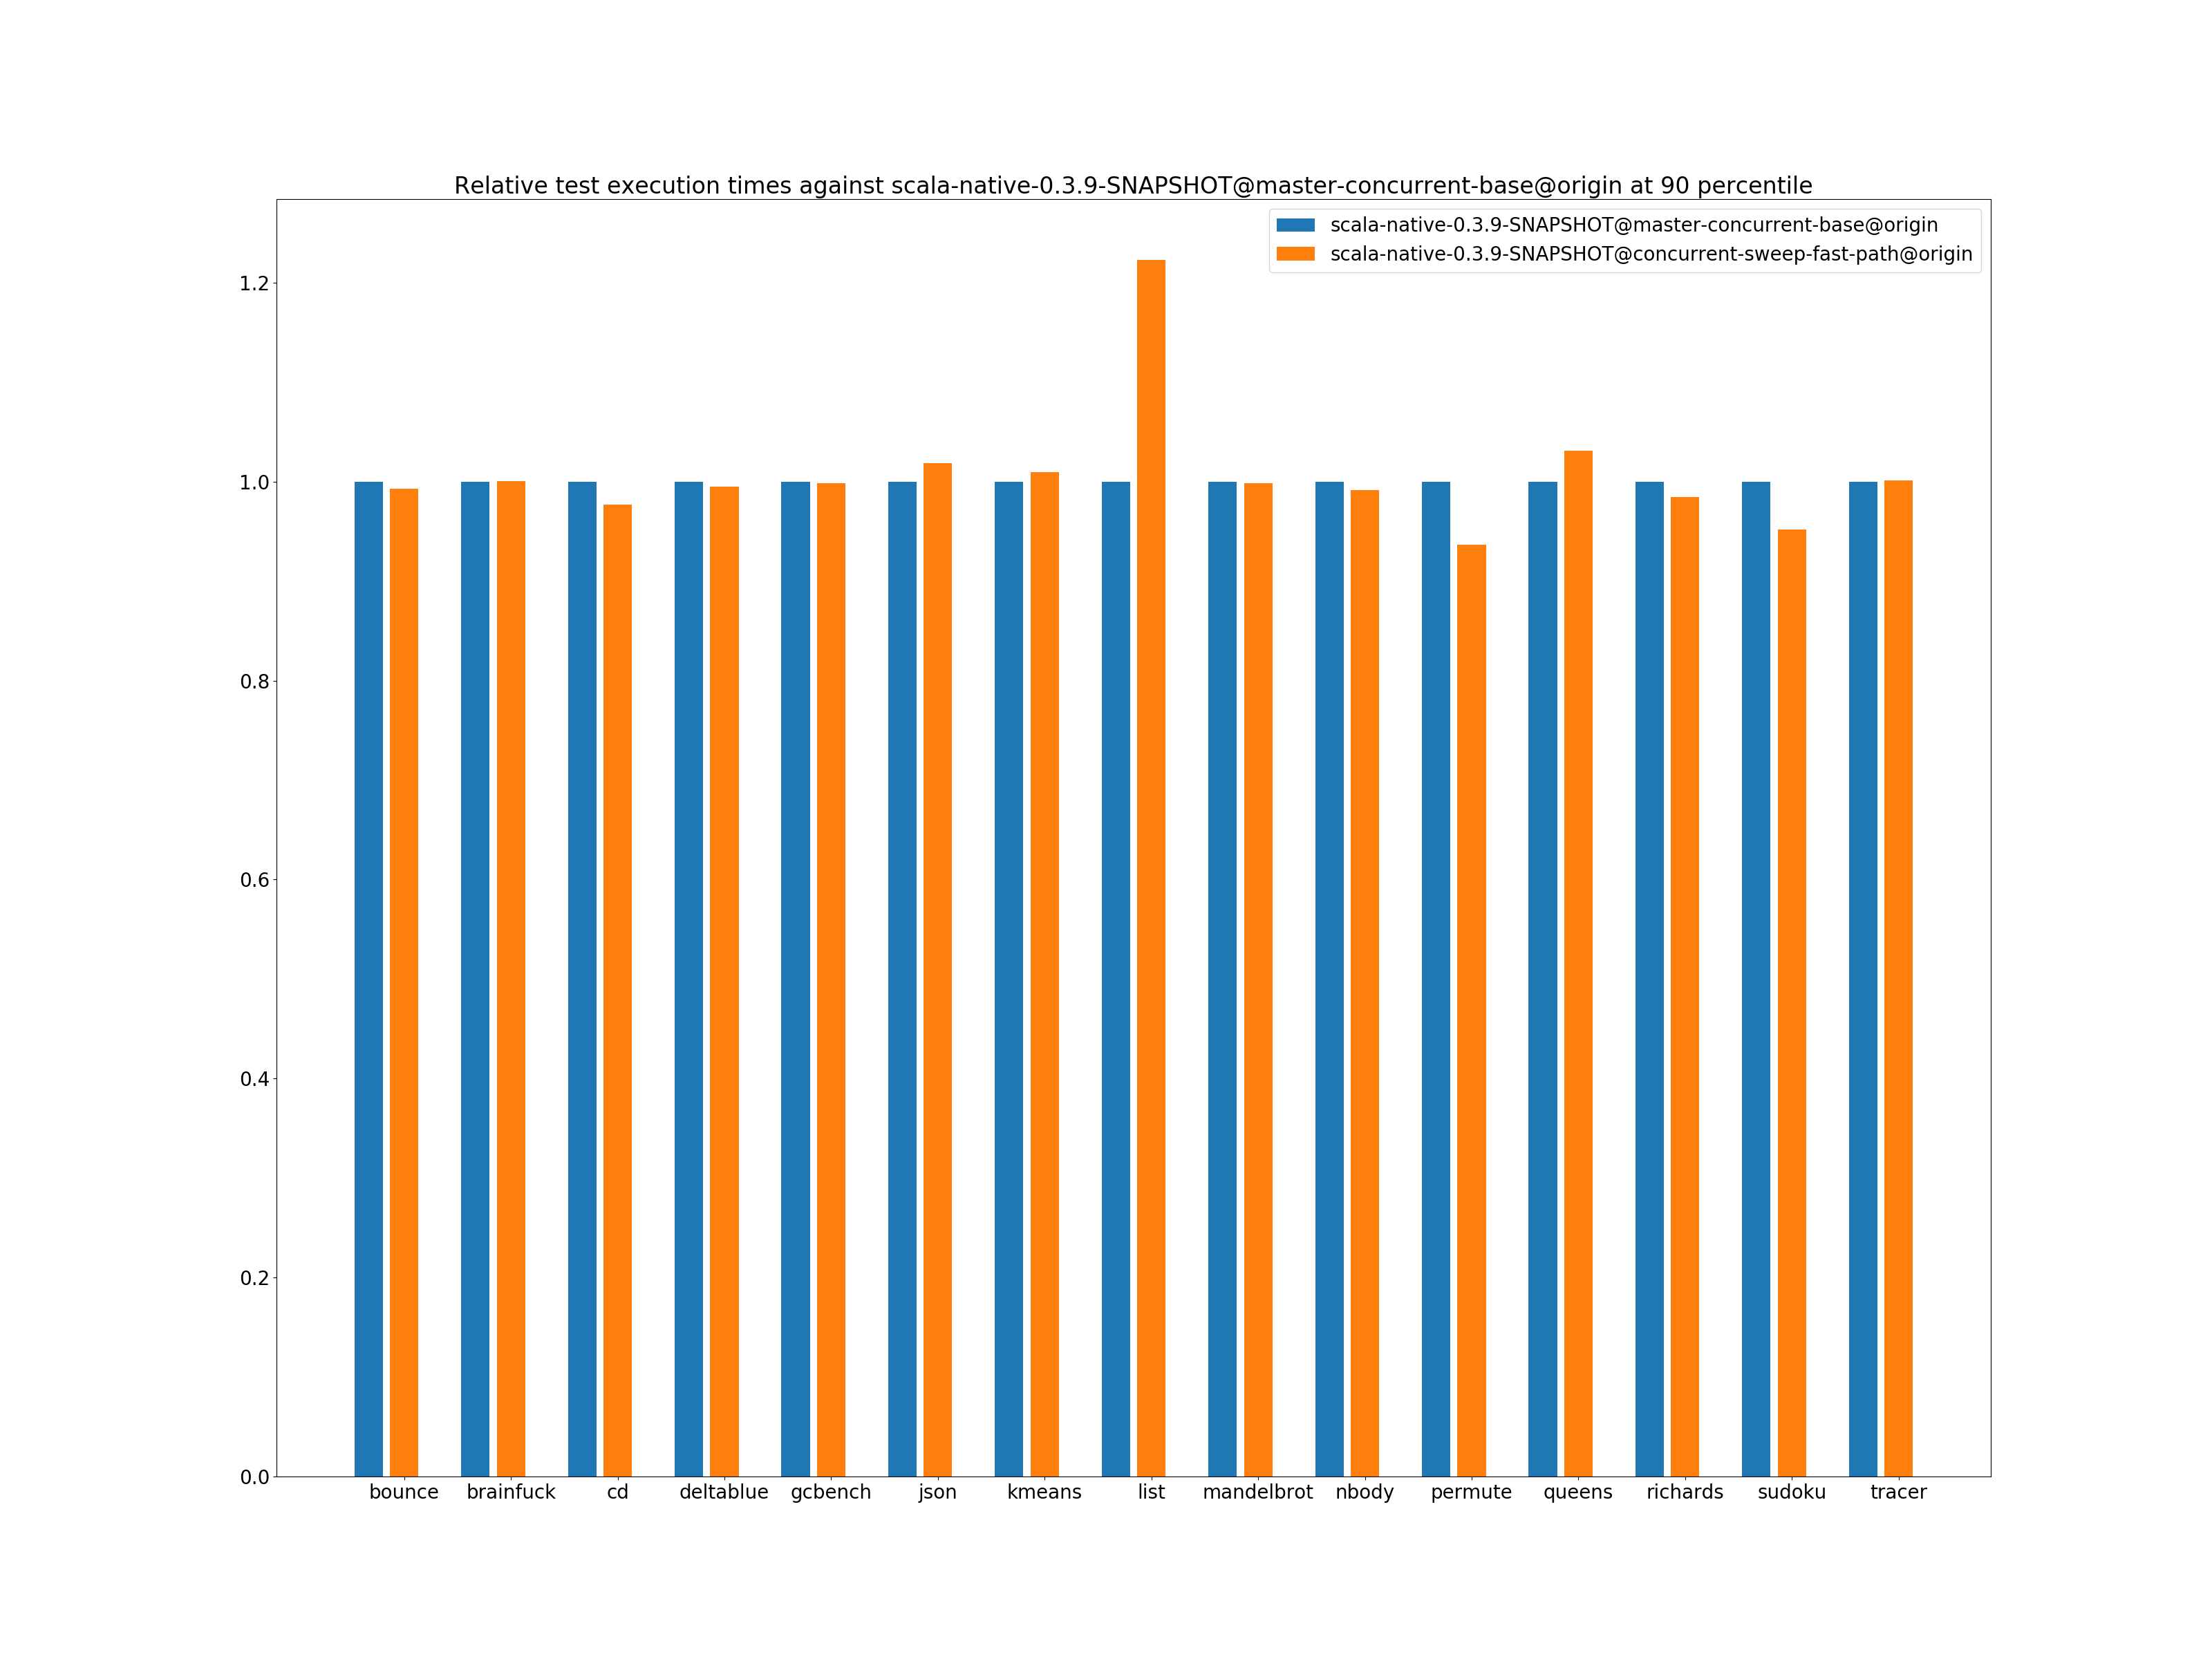 Relative test execution times against scala-native-0.3.9-SNAPSHOT@master-concurrent-base@origin at 90 percentile
scala-native-0.3.9-SNAPSHOT@master-concurrent-base@origin
scala-native-0.3.9-SNAPSHOT@concurrent-sweep-fast-path@origin
1.2
1.0
0.8
0.6
0.4
0.2
0.0
bounce brainfuck cd deltablue gcbench json kmeans list mandelbrot nbody permute queens richards sudoku tracer